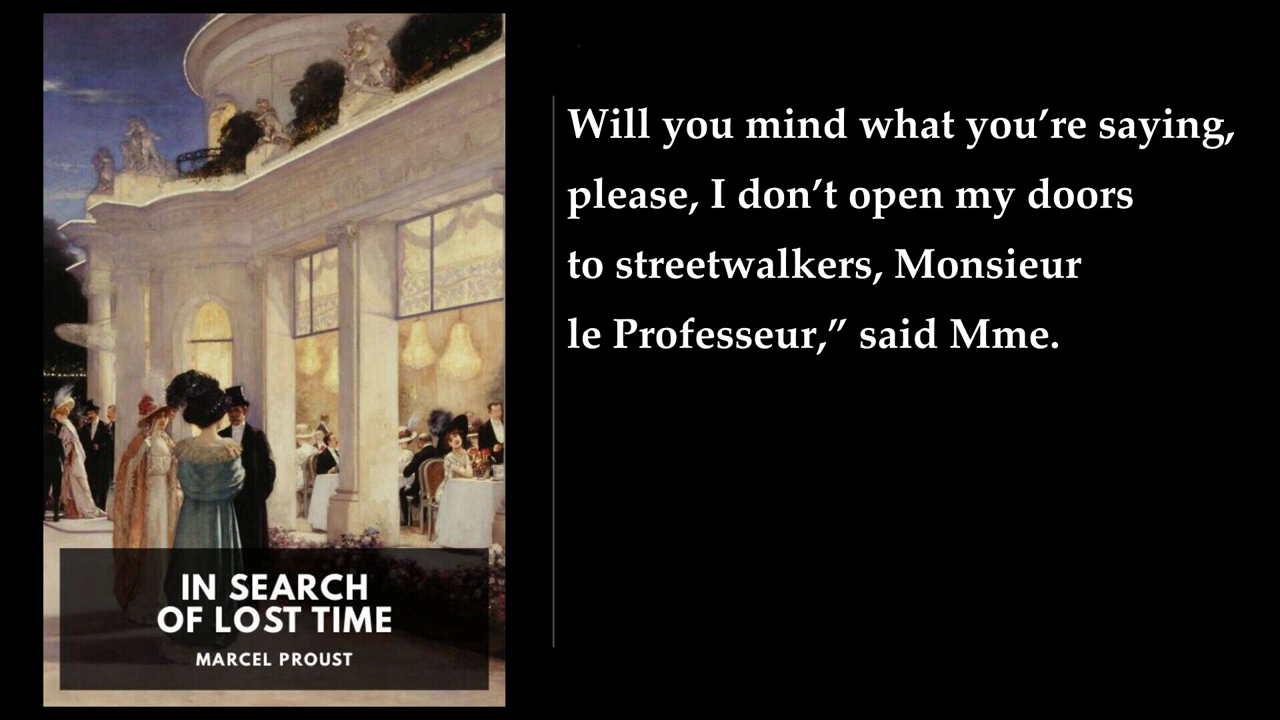 IN SEARCH
OF LOST TIME
MARCEL PROUST
Will you mind what you’re saying,
please, I don’t open my doors
to streetwalkers, Monsieur
le Professeur,” said Mme.